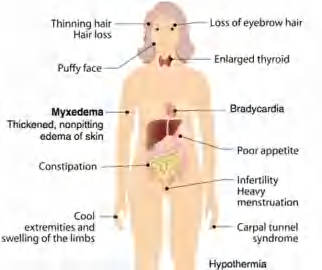 Thinning hair
Hair loss
Loss of eyebrow hair
Enlarged thyroid
Puffy face
Myxedema
Thickened, nonpitting
edema of skin
Bradycardia
Poor appetite
Constipation
Infertility
Heavy
menstruation
Cool
extremities and
swelling of the limbs
Carpal tunnel
syndrome
Hypothermia